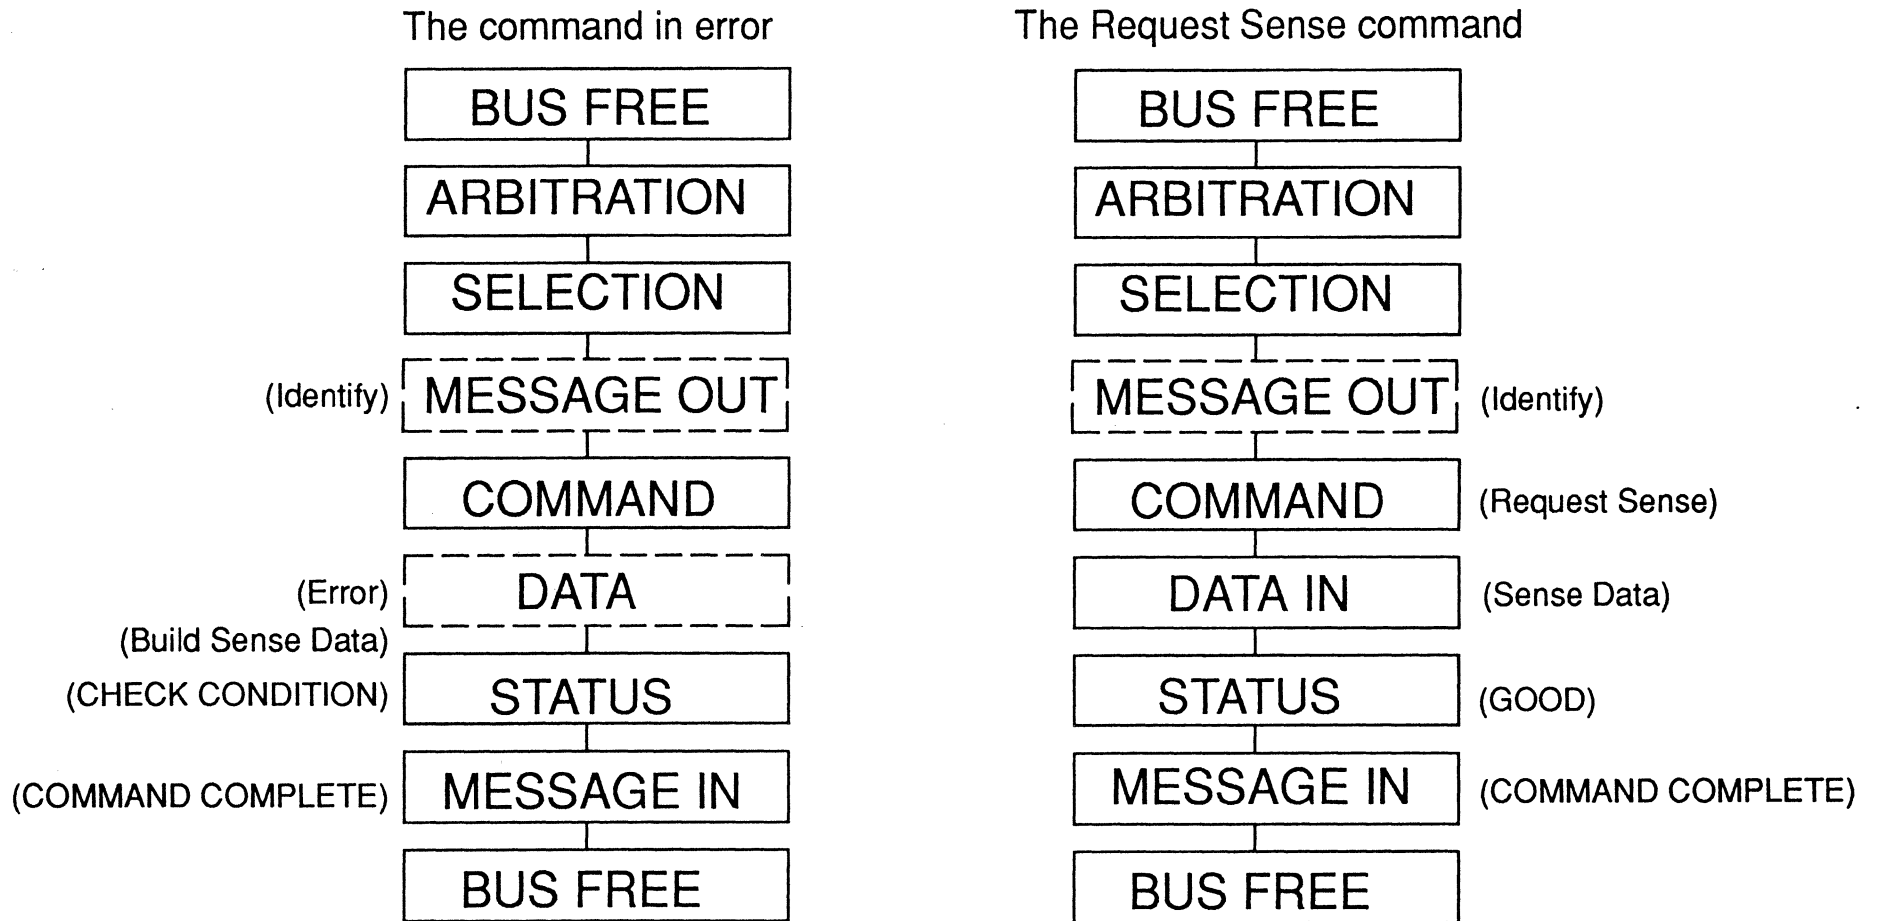 The command in error
BUS FREE
ARBITRATION
SELECTION
(Identify) MESSAGE OUT
COMMAND
(Error) DATA
(Build Sense Data)
(CHECK CONDITION) STATUS
(COMMAND COMPLETE) MESSAGE IN
BUS FREE
The Request Sense command
BUS FREE
ARBITRATION
SELECTION
MESSAGE OUT (Identify)
COMMAND (Request Sense)
DATA IN (Sense Data)
STATUS (GOOD)
MESSAGE IN (COMMAND COMPLETE)
BUS FREE